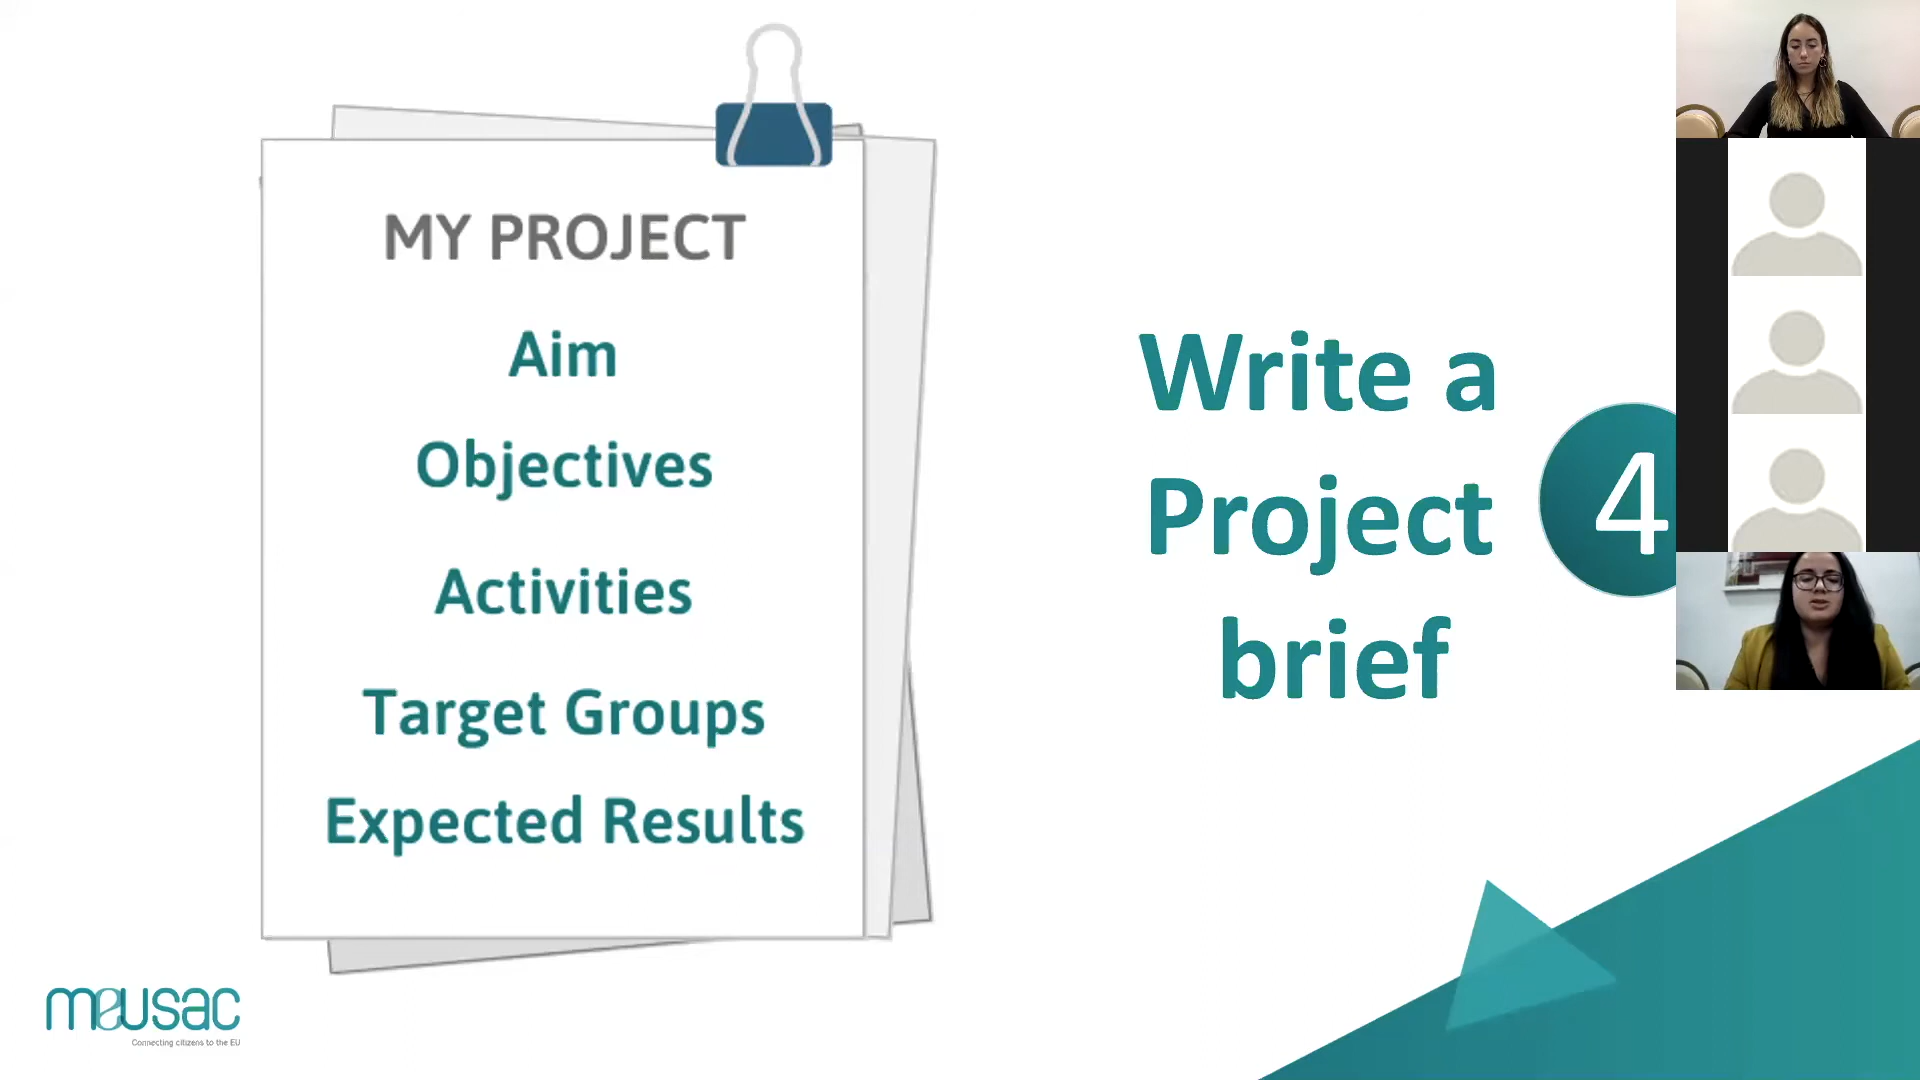 MY PROJECT
Aim
Objectives
Activities
Target Groups
Expected Results
Write a
Project
brief
4
meusac
Connecting citizens to the EU